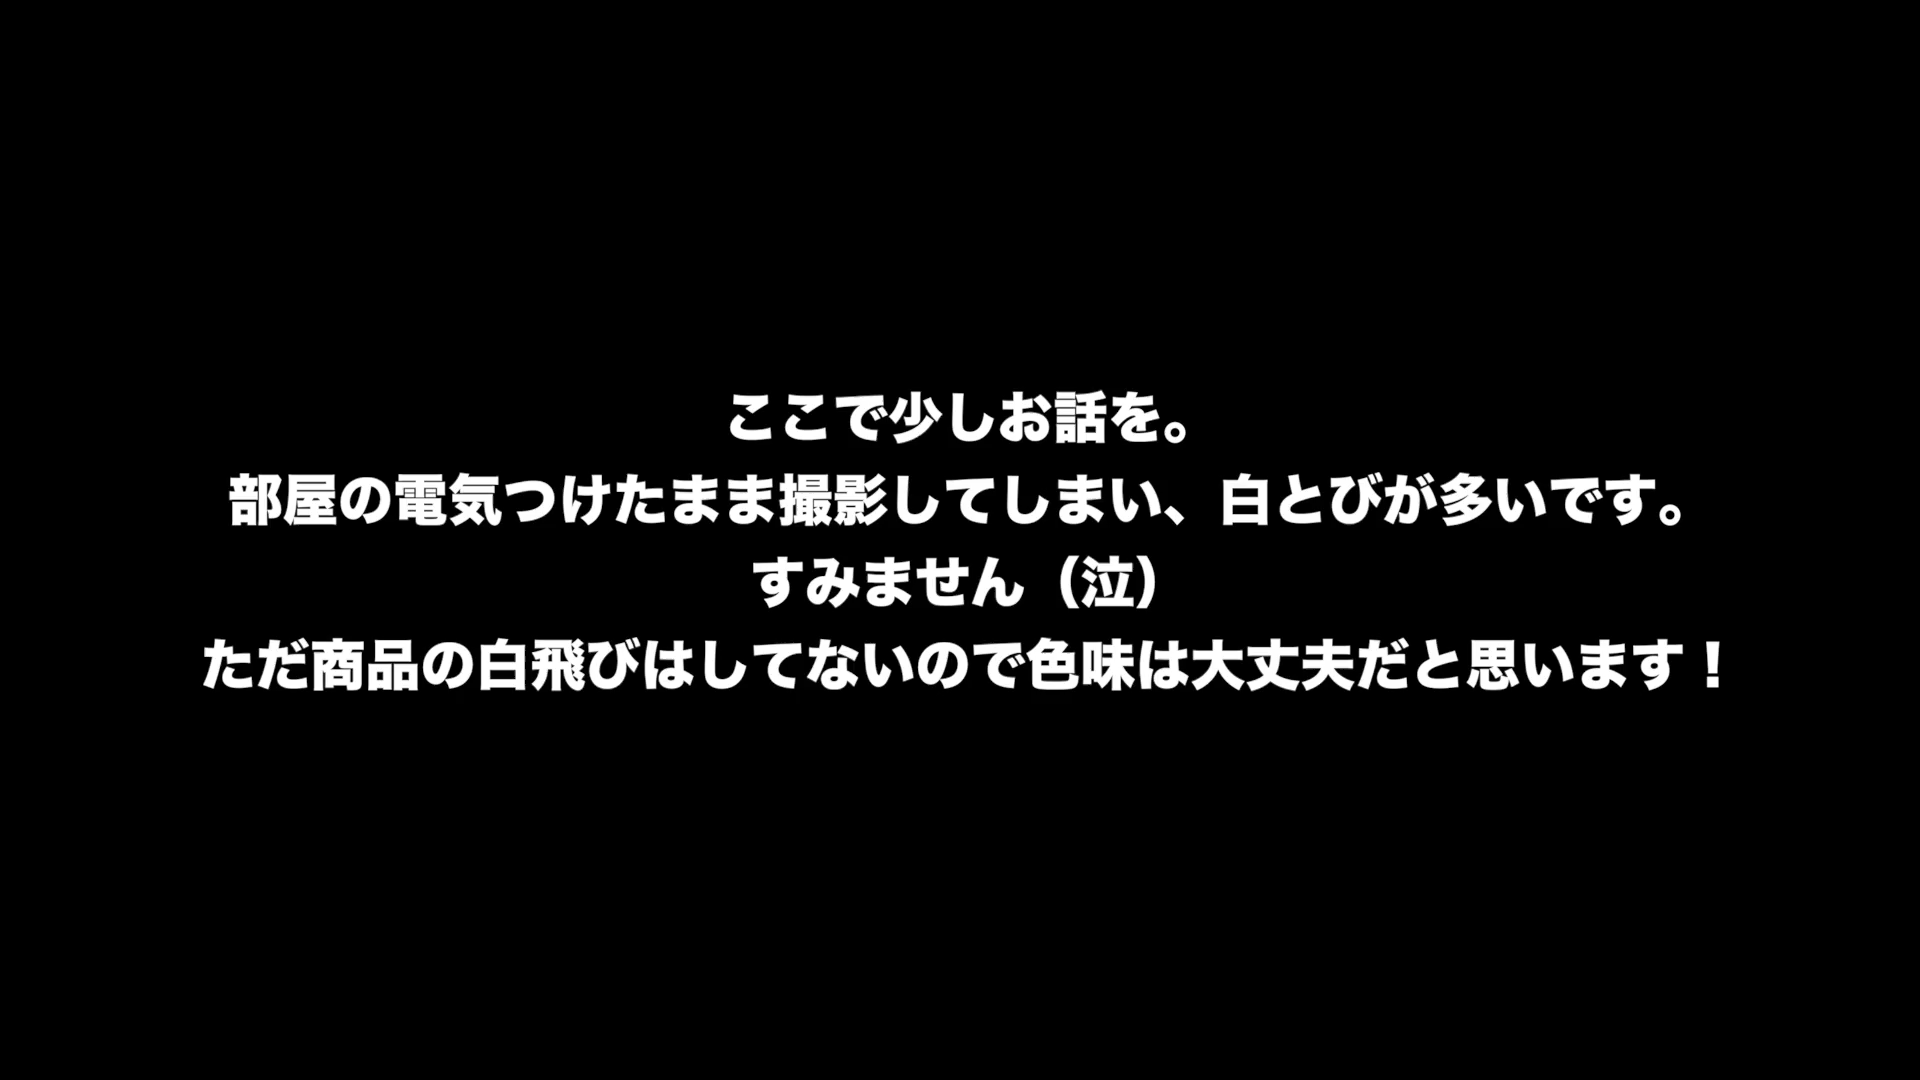 ここで少しお話を。
部屋の電気つけたまま撮影してしまい、白とびが多いです。
すみません（泣）
ただ商品の白飛びはしてないので色味は大丈夫だと思います！